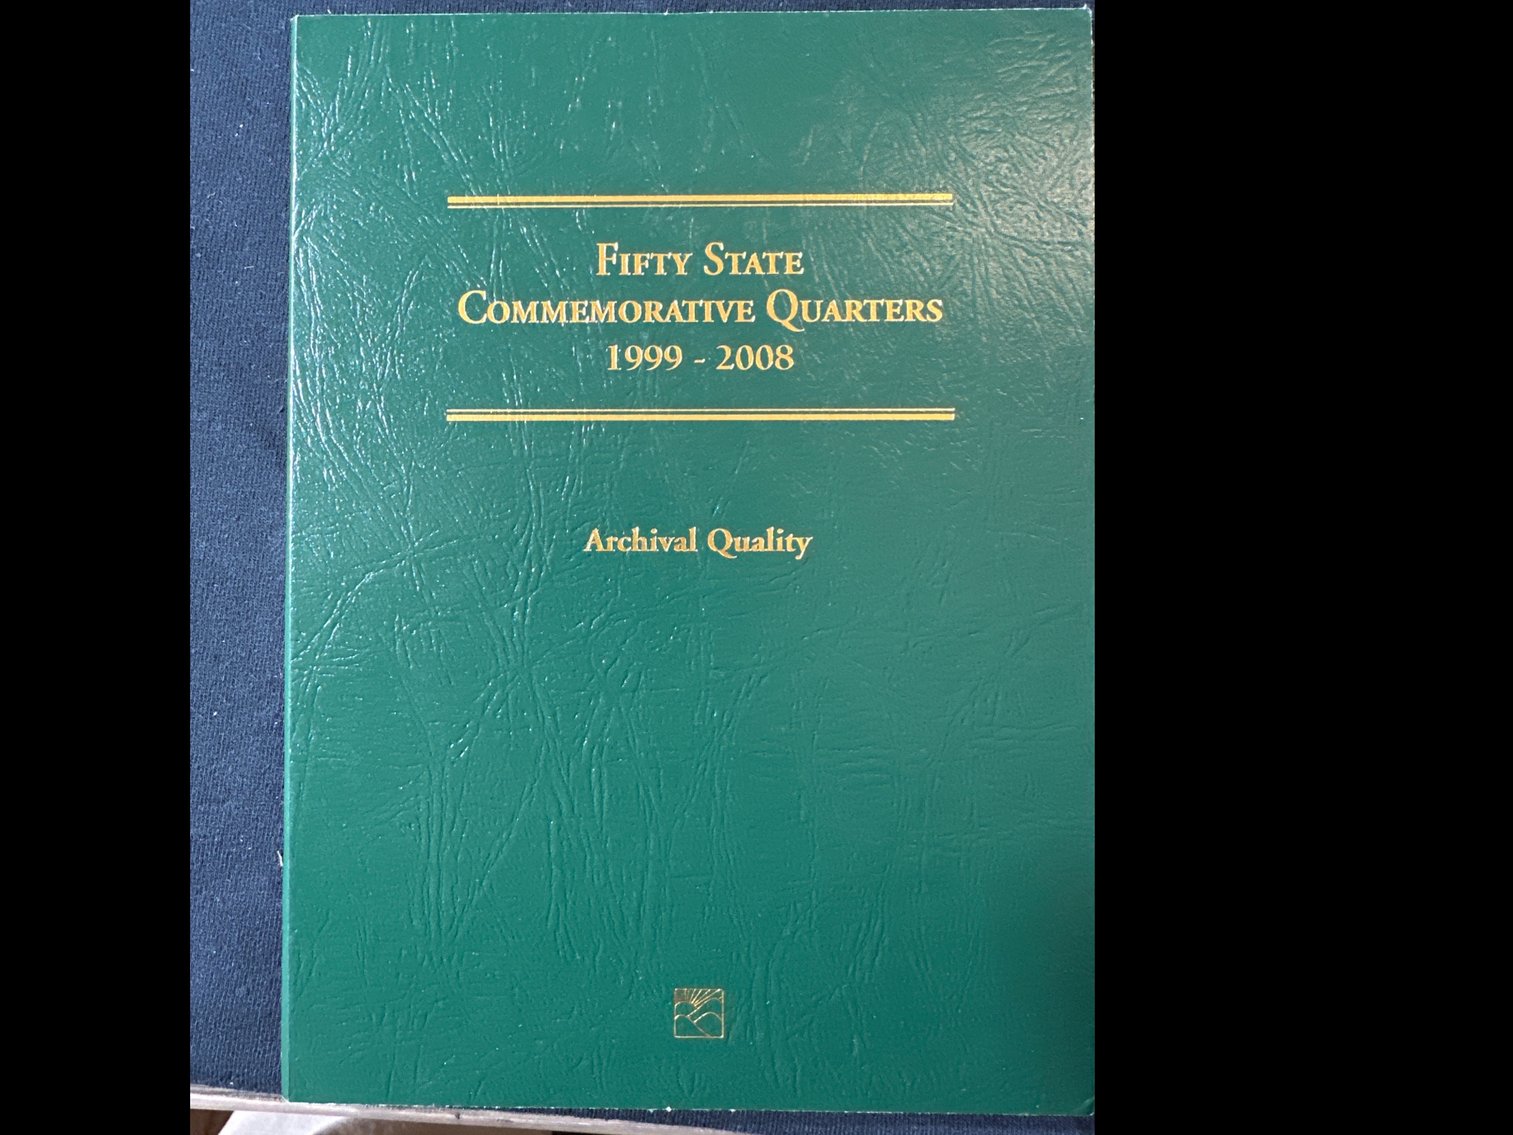 Fifty State
Commemorative Quarters
1999 - 2008
Archival Quality